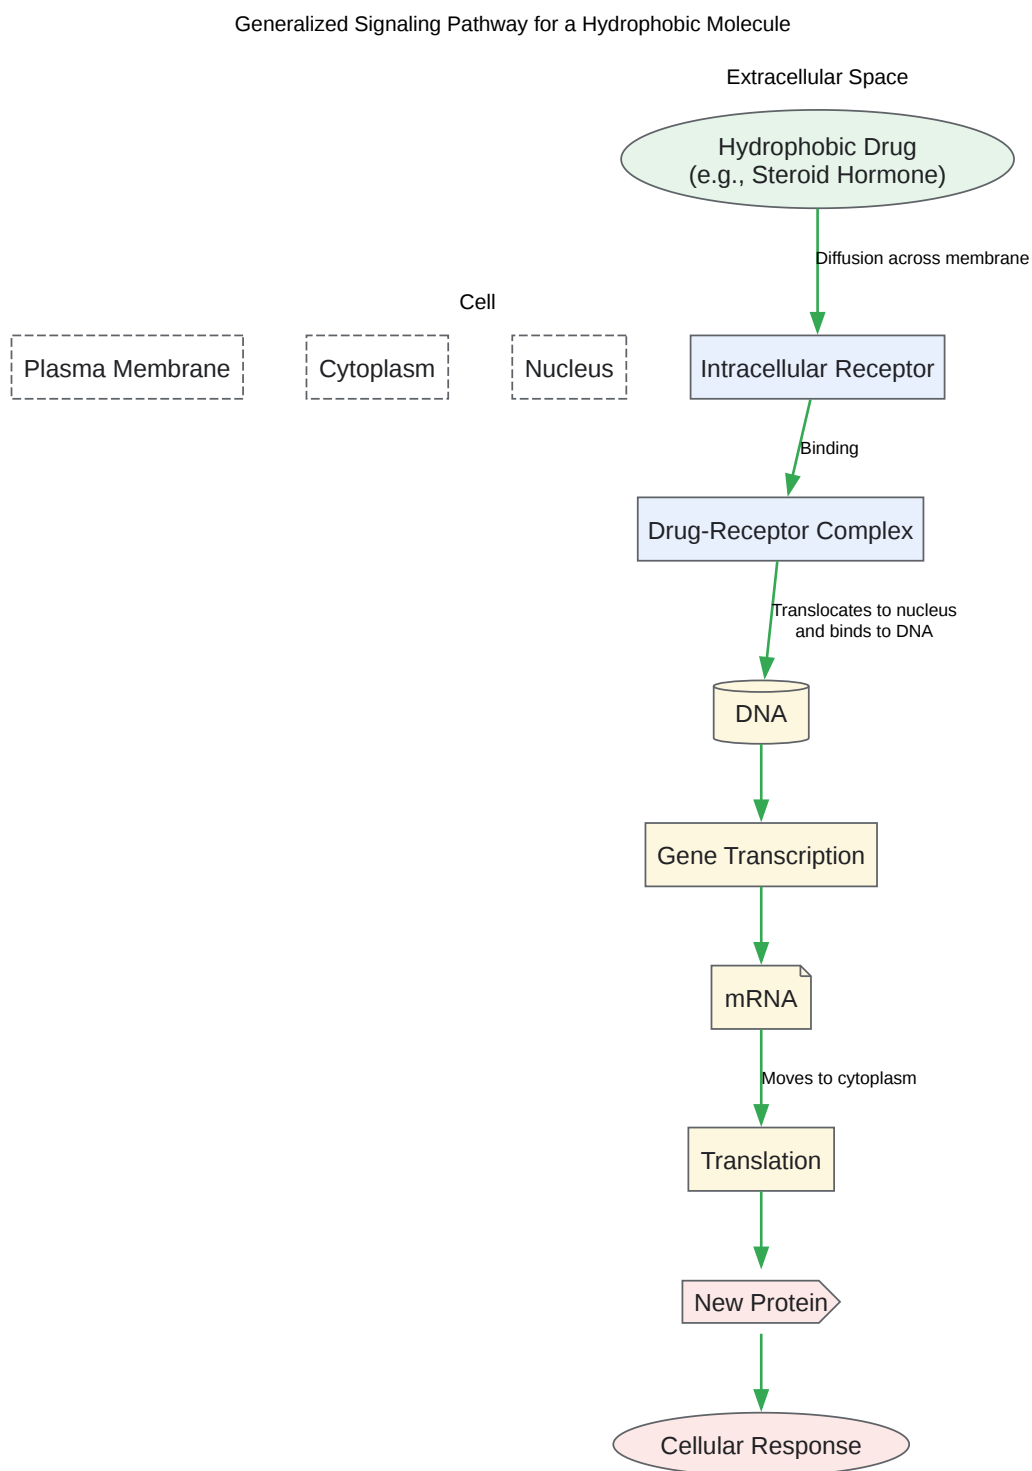 Generalized Signaling Pathway for a Hydrophobic Molecule
Extracellular Space
Hydrophobic Drug
(e.g., Steroid Hormone)
Diffusion across membrane
Cell
Plasma Membrane
Cytoplasm
Nucleus
Intracellular Receptor
Binding
Drug-Receptor Complex
Translocates to nucleus
and binds to DNA
DNA
Gene Transcription
mRNA
Moves to cytoplasm
Translation
New Protein
Cellular Response